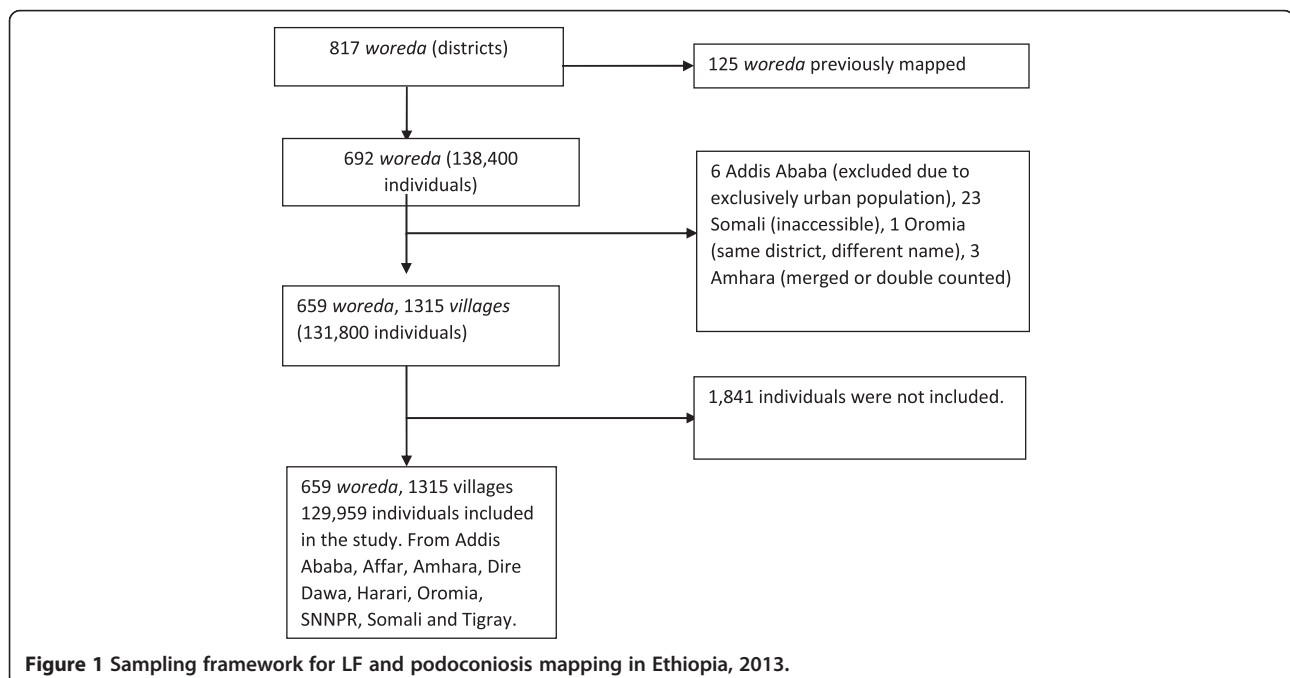 817 woreda (districts)
125 woreda previously mapped
692 woreda (138,400
individuals)
6 Addis Ababa (excluded due to
exclusively urban population), 23
Somali (inaccessible), 1 Oromia
(same district, different name), 3
Amhara (merged or double counted)
659 woreda, 1315 villages
(131,800 individuals)
1,841 individuals were not included.
659 woreda, 1315 villages
129,959 individuals included
in the study. From Addis
Ababa, Affar, Amhara, Dire
Dawa, Harari, Oromia,
SNNPR, Somali and Tigray.
Figure 1 Sampling framework for LF and podoconiosis mapping in Ethiopia, 2013.